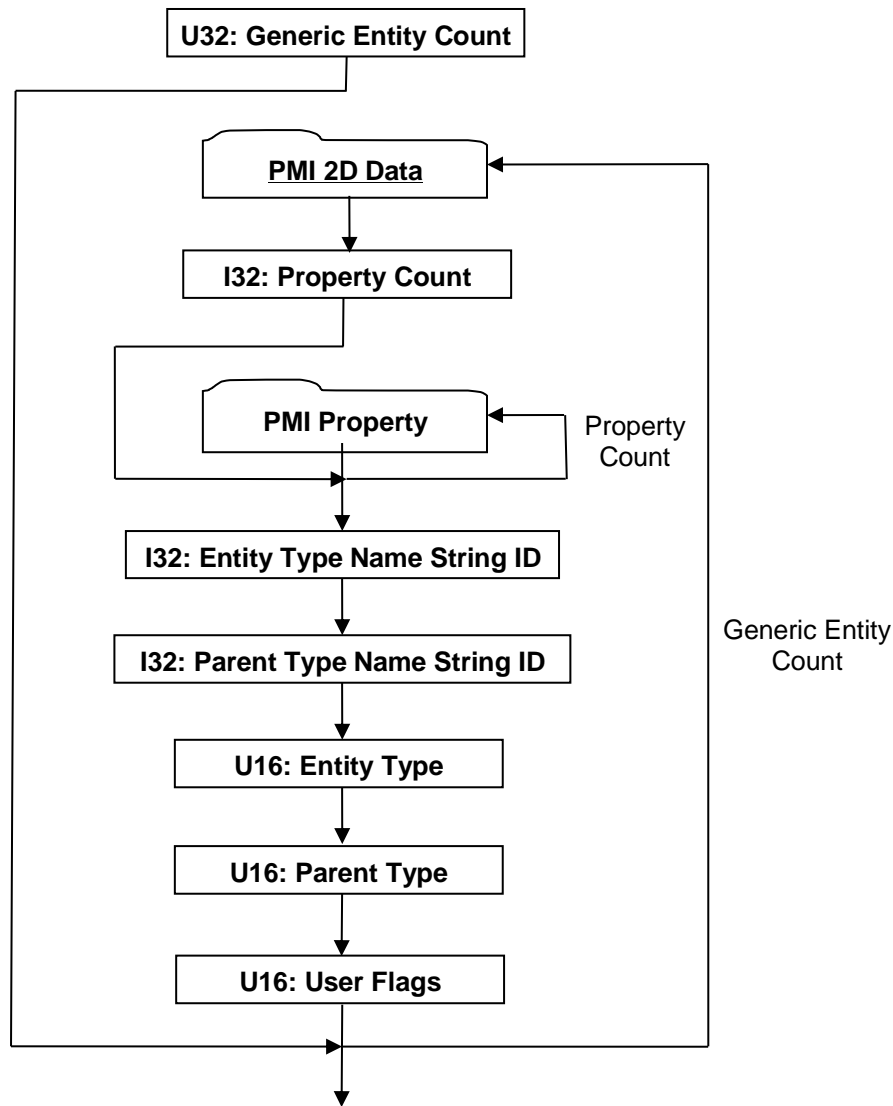 U32: Generic Entity Count
PMI 2D Data
I32: Property Count
PMI Property
Property
Count
I32: Entity Type Name String ID
I32: Parent Type Name String ID
Generic Entity
Count
U16: Entity Type
U16: Parent Type
U16: User Flags